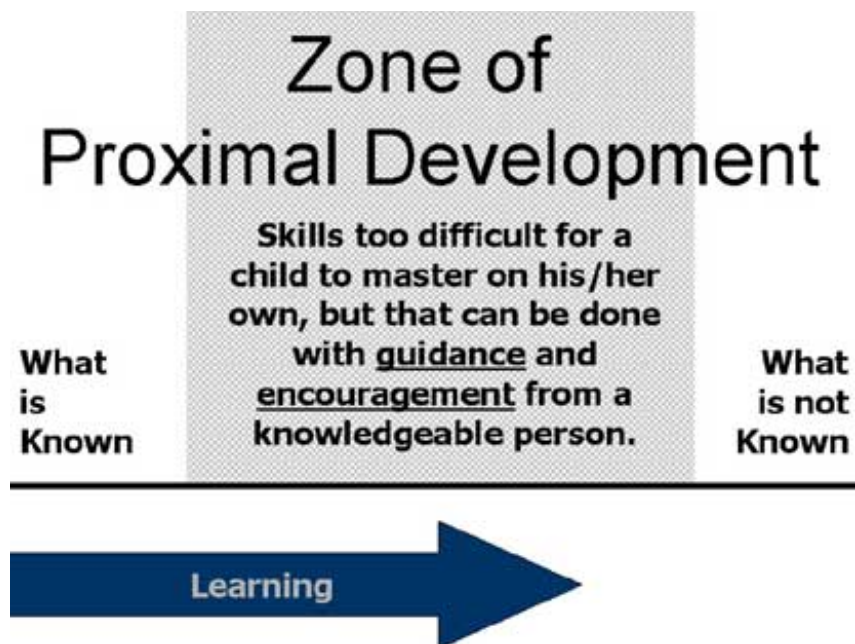 Zone of
Proximal Development
Skills too difficult for a
child to master on his/her
own, but that can be done
with guidance and
encouragement from a
knowledgeable person.
What
is
Known
What
is not
Known
Learning